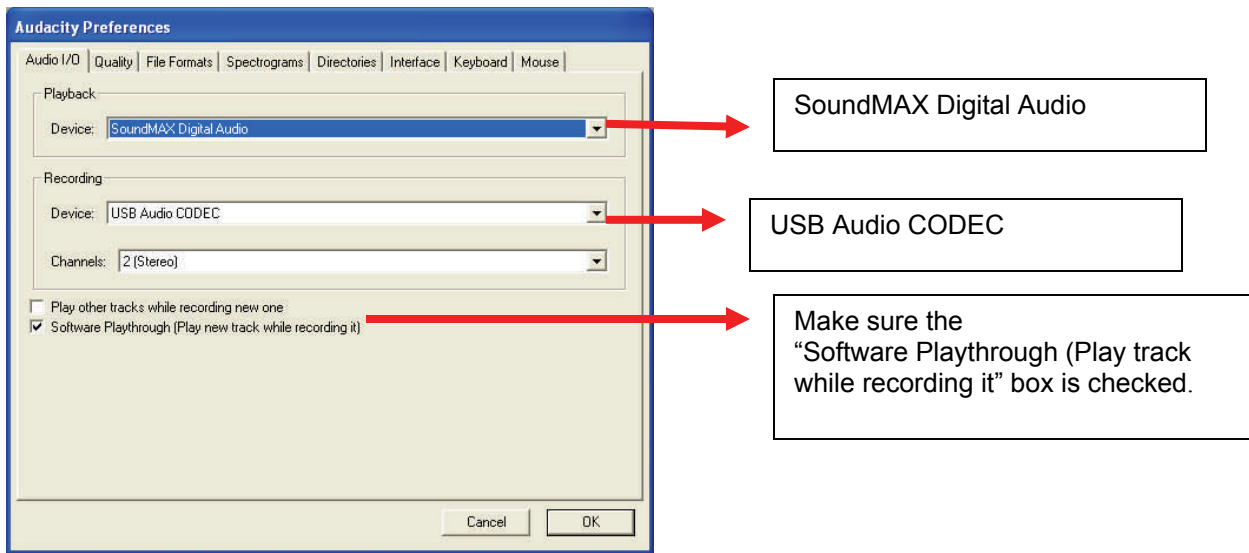 Audacity Preferences
Audio I/O Quality File Formats Spectrograms Directories Interface Keyboard Mouse
Playback
Device: SoundMAX Digital Audio
Recording
Device: USB Audio CODEC
Channels: 2 (Stereo)
Play other tracks while recording new one
Software Playthrough (Play new track while recording it)
Cancel OK
SoundMAX Digital Audio
USB Audio CODEC
Make sure the
“Software Playthrough (Play track
while recording it” box is checked.